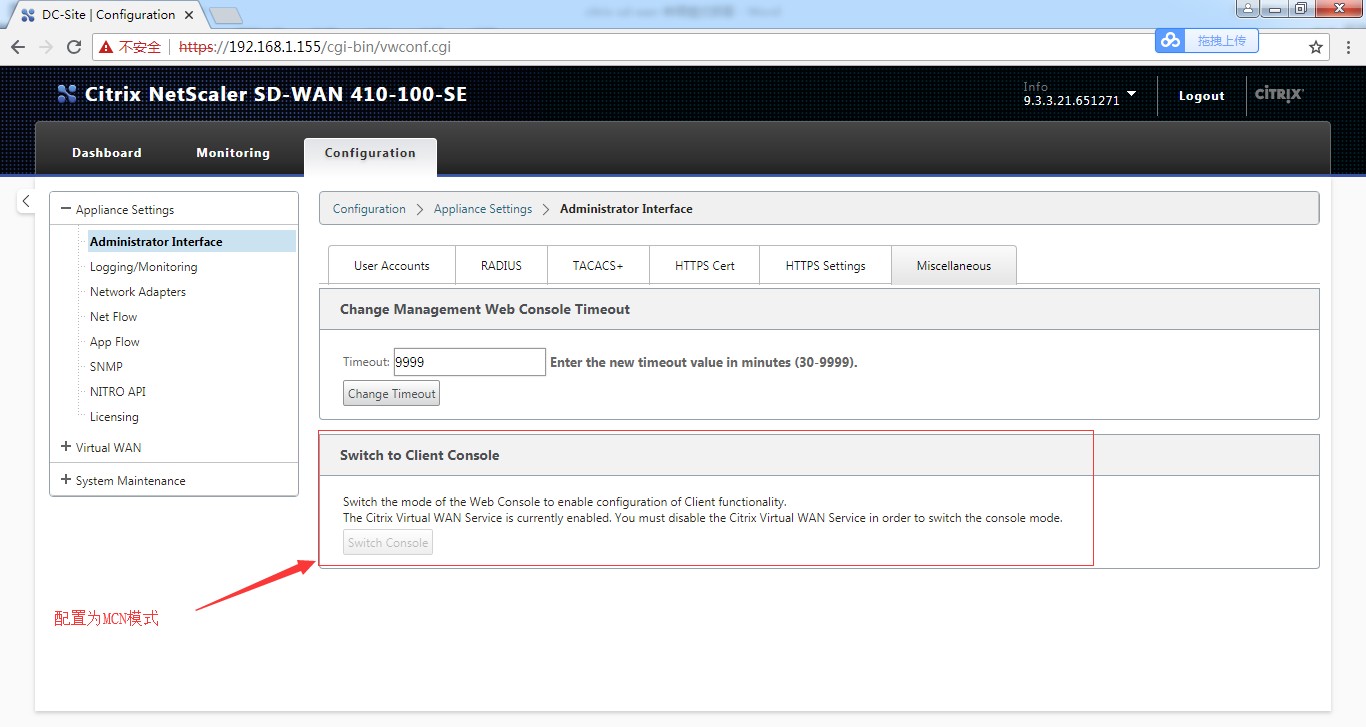 DC-Site | Configuration
不安全 https://192.168.1.155/cgi-bin/vwconf.cgi
拖拽上传
Citrix NetScaler SD-WAN 410-100-SE
Info
9.3.3.21.651271
Logout
CITRIX
Dashboard Monitoring Configuration
Appliance Settings
Administrator Interface
Logging/Monitoring
Network Adapters
Net Flow
App Flow
SNMP
NITRO API
Licensing
Virtual WAN
System Maintenance
Configuration > Appliance Settings > Administrator Interface
User Accounts RADIUS TACACS+ HTTPS Cert HTTPS Settings Miscellaneous
Change Management Web Console Timeout
Timeout: 9999 Enter the new timeout value in minutes (30-9999).
Change Timeout
Switch to Client Console
Switch the mode of the Web Console to enable configuration of Client functionality.
The Citrix Virtual WAN Service is currently enabled. You must disable the Citrix Virtual WAN Service in order to switch the console mode.
Switch Console
配置为MCN模式